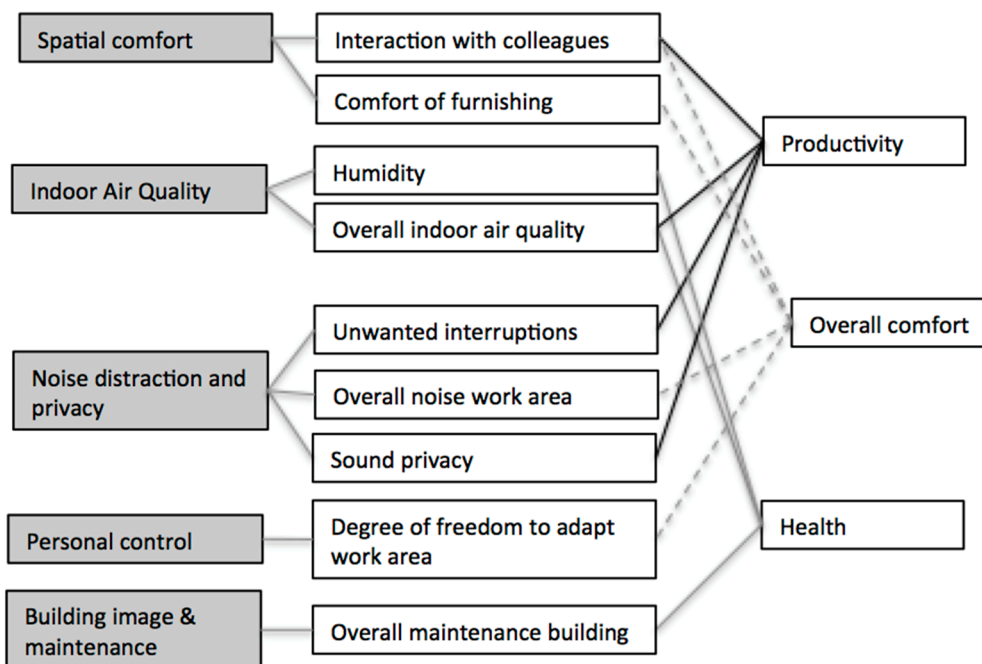 Spatial comfort
Interaction with colleagues
Comfort of furnishing
Productivity
Indoor Air Quality
Humidity
Overall indoor air quality
Overall comfort
Noise distraction and
privacy
Unwanted interruptions
Overall noise work area
Sound privacy
Personal control
Degree of freedom to adapt
work area
Health
Building image &
maintenance
Overall maintenance building